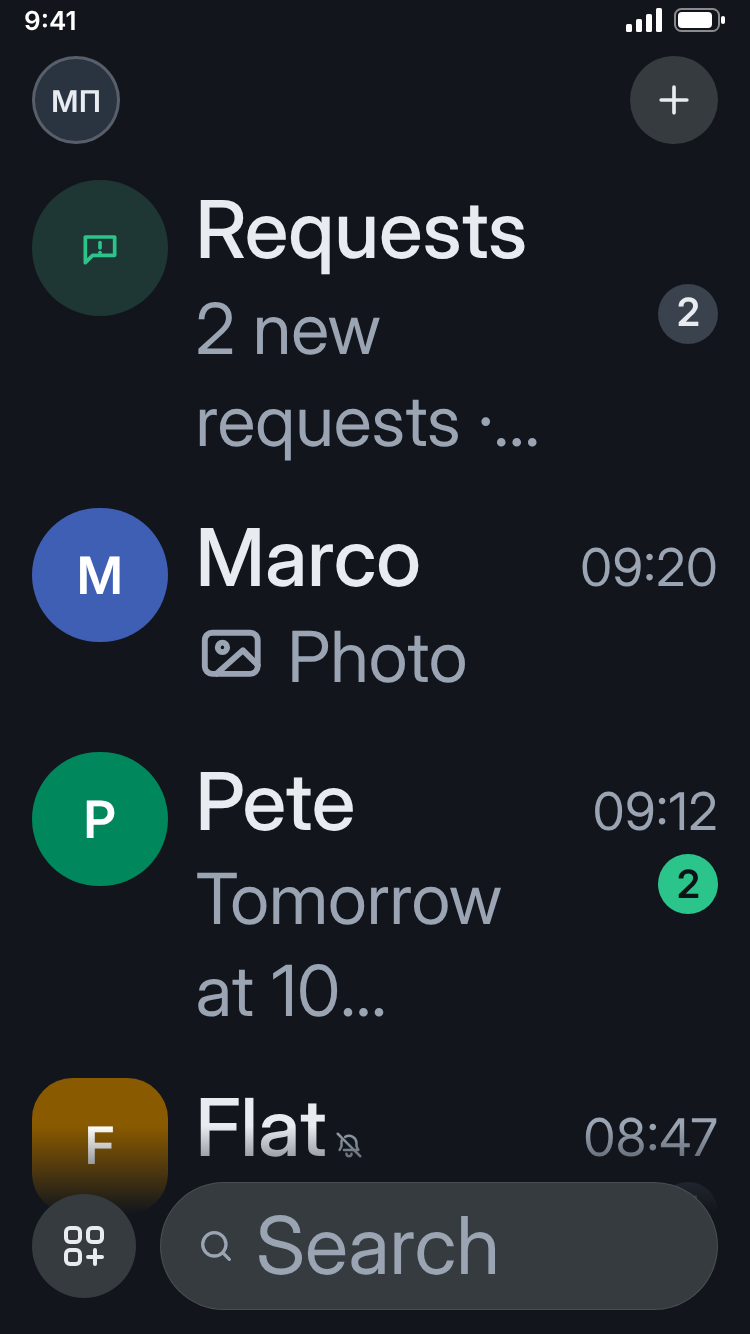 9:41
МП
Requests
2 new
2
requests ·...
M
Marco
09:20
Photo
P
Pete
09:12
Tomorrow
2
at 10...
F
Flat
08:47
Search